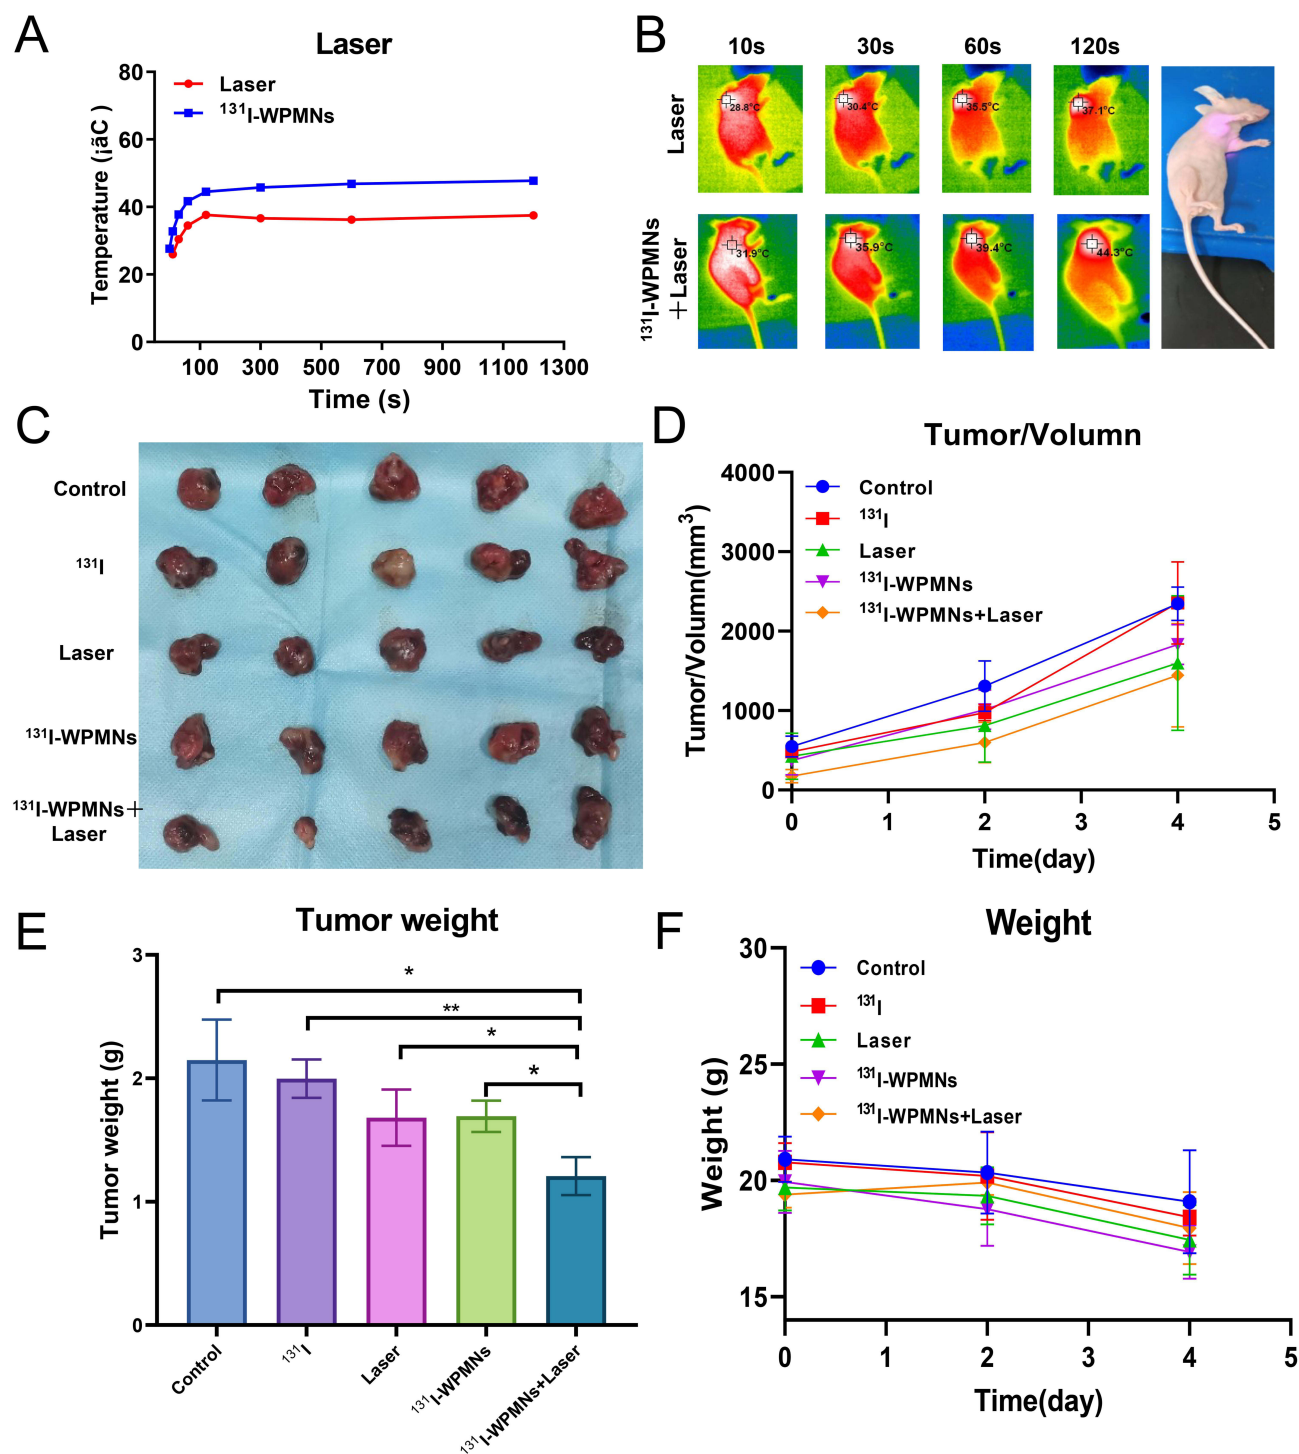 A
Laser
Laser
131I-WPMNs
Temperature (¡ãC)
80
60
40
20
0
100 300 500 700 900 1100 1300
Time (s)
B
10s 30s 60s 120s
Laser
28.8°C 30.4°C 35.5°C 37.1°C
131I-WPMNs
+Laser
31.9°C 35.9°C 39.4°C 44.3°C
C
Control
131I
Laser
131I-WPMNs
131I-WPMNs+
Laser
D
Tumor/Volumn
Control
131I
Laser
131I-WPMNs
131I-WPMNs+Laser
Tumor/Volumn(mm3)
4000
3000
2000
1000
0
0 1 2 3 4 5
Time(day)
E
Tumor weight
* 
**
*
*
Tumor weight (g)
3
2
1
0
Control
131I
Laser
131I-WPMNs
131I-WPMNs+Laser
F
Weight
Control
131I
Laser
131I-WPMNs
131I-WPMNs+Laser
Weight (g)
30
25
20
15
0 1 2 3 4 5
Time(day)